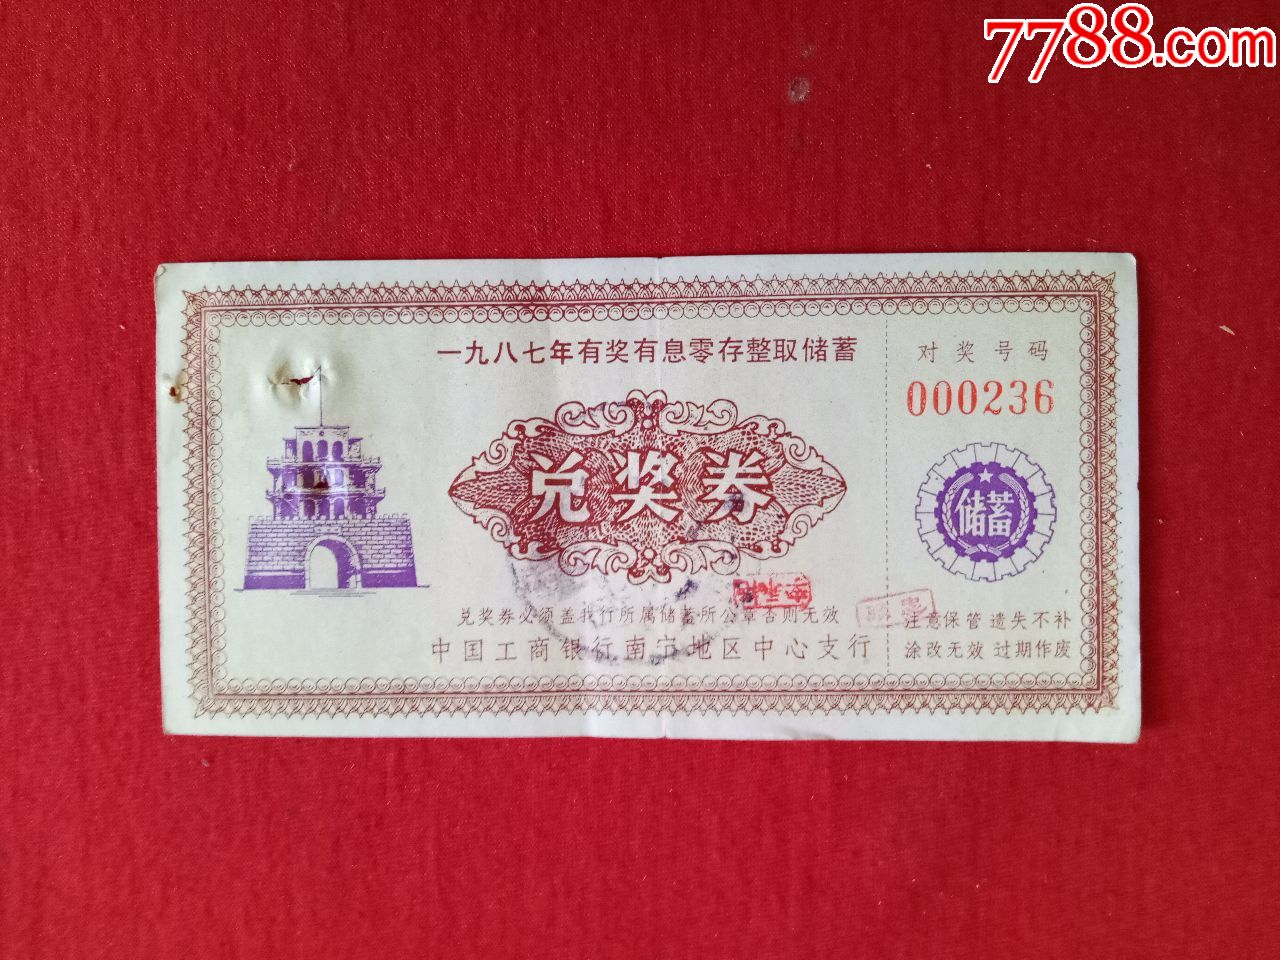 7788.com
一九八七年有奖有息零存整取储蓄
兑奖券
兑奖券必须盖我行所属储蓄所公章否则无效
中国工商银行南宁地区中心支行
对奖号码
000236
储蓄
注意保管 遗失不补
涂改无效 过期作废